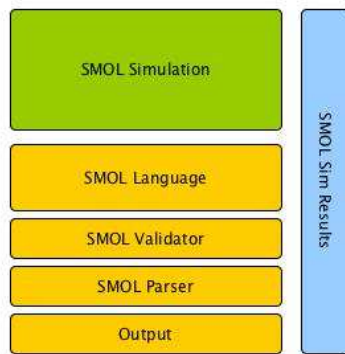 SMOL Simulation
SMOL Language
SMOL Validator
SMOL Parser
Output
SMOL Sim Results